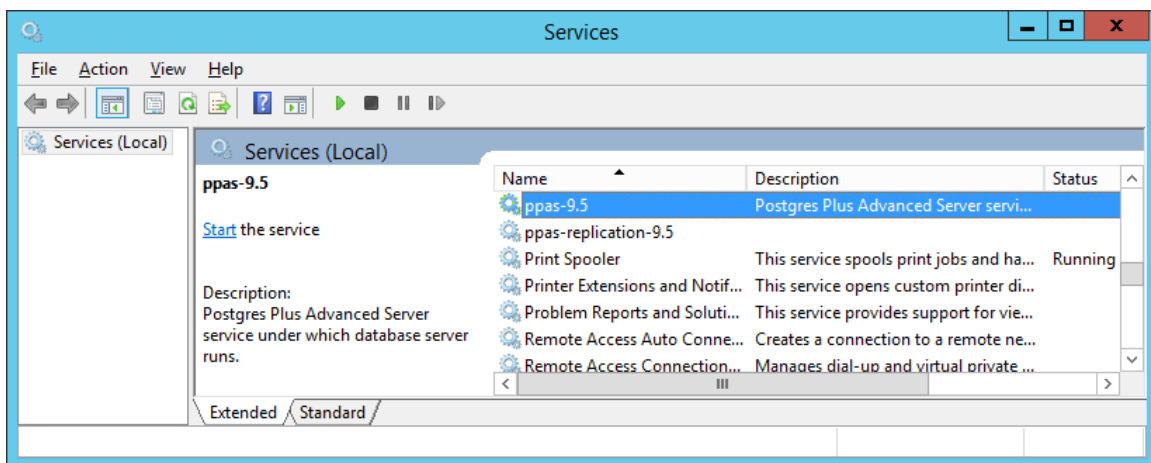 Services
File Action View Help
Services (Local)
Services (Local)
ppas-9.5
Start the service
Description:
Postgres Plus Advanced Server
service under which database server
runs.
Name Description Status
ppas-9.5 Postgres Plus Advanced Server servi...
ppas-replication-9.5
Print Spooler This service spools print jobs and ha... Running
Printer Extensions and Notif... This service opens custom printer di...
Problem Reports and Soluti... This service provides support for vie...
Remote Access Auto Conne... Creates a connection to a remote ne...
Remote Access Connection... Manages dial-up and virtual private ...
Extended Standard